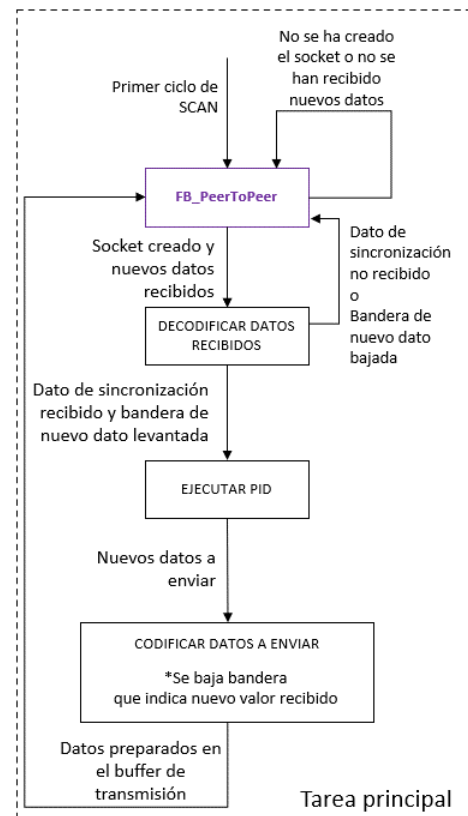 No se ha creado
el socket o no se
han recibido
nuevos datos
Primer ciclo de
SCAN
FB_PeerToPeer
Socket creado y
nuevos datos
recibidos
Dato de
sincronización
no recibido
o
Bandera de
nuevo dato
bajada
DECODIFICAR DATOS
RECIBIDOS
Dato de sincronización
recibido y bandera de
nuevo dato levantada
EJECUTAR PID
Nuevos datos a
enviar
CODIFICAR DATOS A ENVIAR
*Se baja bandera
que indica nuevo valor recibido
Datos preparados en
el buffer de
transmisión
Tarea principal